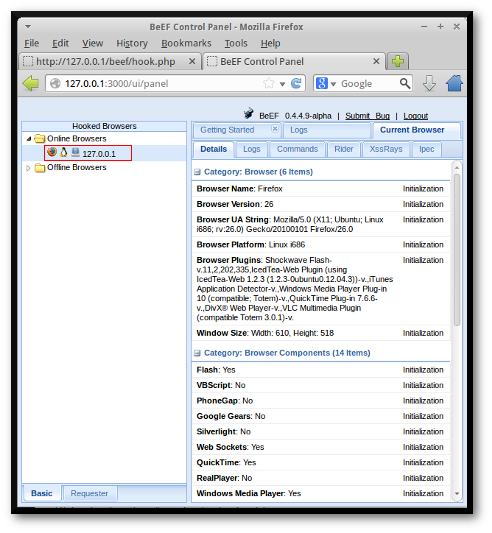 BeEF Control Panel - Mozilla Firefox
File Edit View History Bookmarks Tools Help
http://127.0.0.1/beef/hook.php
BeEF Control Panel
127.0.0.1:3000/ui/panel
Google
BeEF 0.4.4.9-alpha | Submit Bug | Logout
Hooked Browsers
Online Browsers
127.0.0.1
Offline Browsers
Basic
Requester
Getting Started
Logs
Current Browser
Details
Logs
Commands
Rider
XssRays
Ipec
Category: Browser (6 Items)
Browser Name: Firefox Initialization
Browser Version: 26 Initialization
Browser UA String: Mozilla/5.0 (X11; Ubuntu; Linux Initialization
i686; rv:26.0) Gecko/20100101 Firefox/26.0
Browser Platform: Linux i686 Initialization
Browser Plugins: Shockwave Flash- Initialization
v.11,2,202,335,IcedTea-Web Plugin (using
IcedTea-Web 1.2.3 (1.2.3-0ubuntu0.12.04.3))-v.,iTunes
Application Detector-v.,Windows Media Player Plug-in
10 (compatible; Totem)-v.,QuickTime Plug-in 7.6.6-
v.,DivX® Web Player-v.,VLC Multimedia Plugin
(compatible Totem 3.0.1)-v.
Window Size: Width: 610, Height: 518 Initialization
Category: Browser Components (14 Items)
Flash: Yes Initialization
VBScript: No Initialization
PhoneGap: No Initialization
Google Gears: No Initialization
Silverlight: No Initialization
Web Sockets: Yes Initialization
QuickTime: Yes Initialization
RealPlayer: No Initialization
Windows Media Player: Yes Initialization